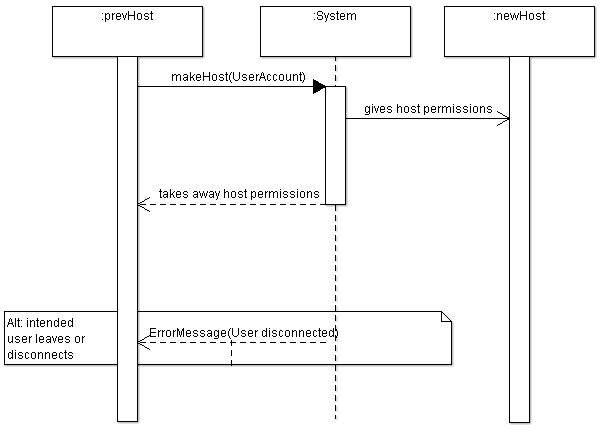 :prevHost
:System
:newHost
makeHost(UserAccount)
gives host permissions
takes away host permissions
Alt: intended
user leaves or
disconnects
ErrorMessage(User disconnected)